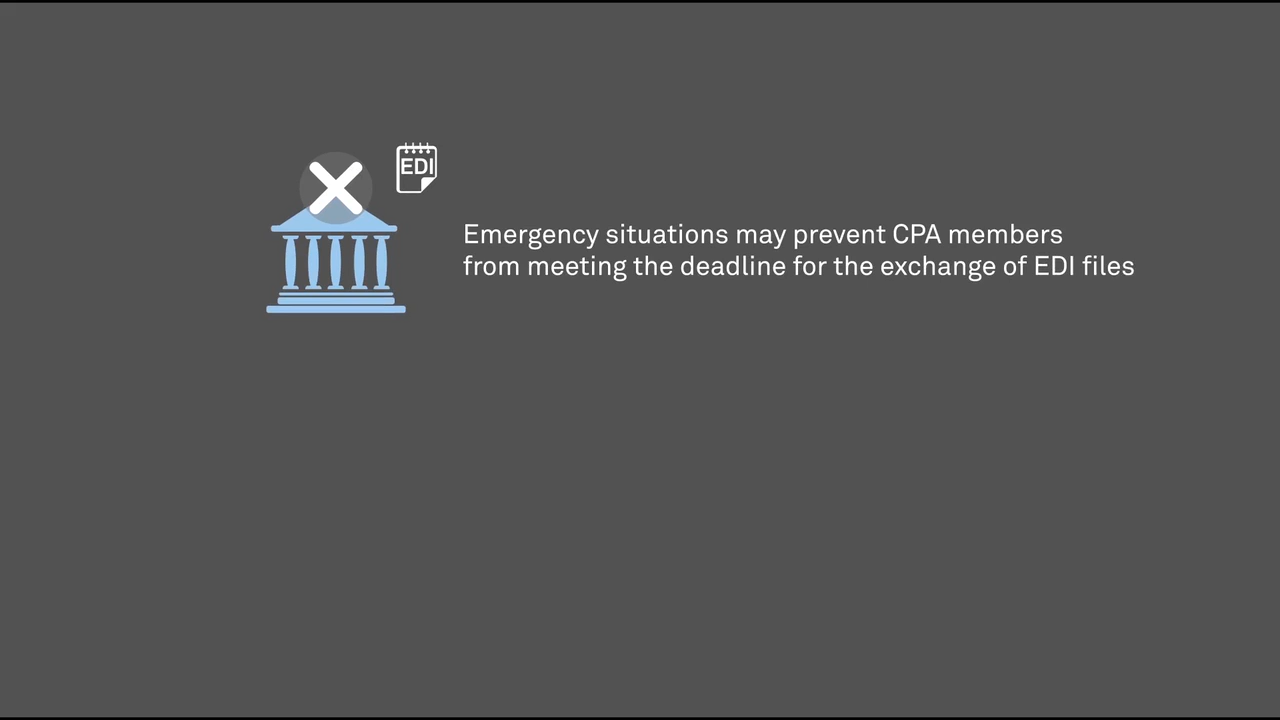 EDI
Emergency situations may prevent CPA members
from meeting the deadline for the exchange of EDI files